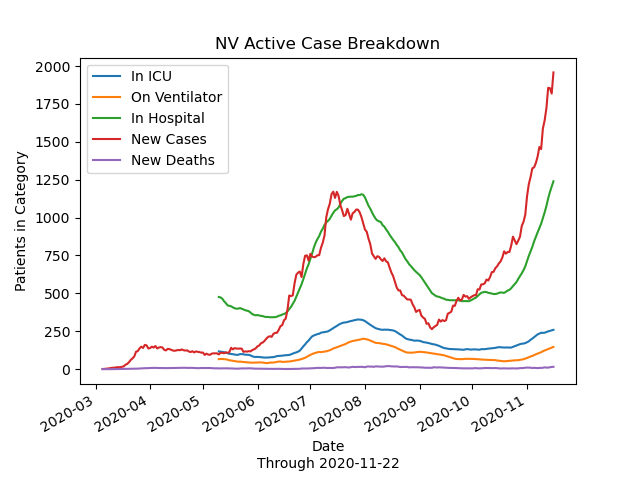 NV Active Case Breakdown
In ICU
On Ventilator
In Hospital
New Cases
New Deaths
Patients in Category
2000
1750
1500
1250
1000
750
500
250
0
2020-03
2020-04
2020-05
2020-06
2020-07
2020-08
2020-09
2020-10
2020-11
Date
Through 2020-11-22